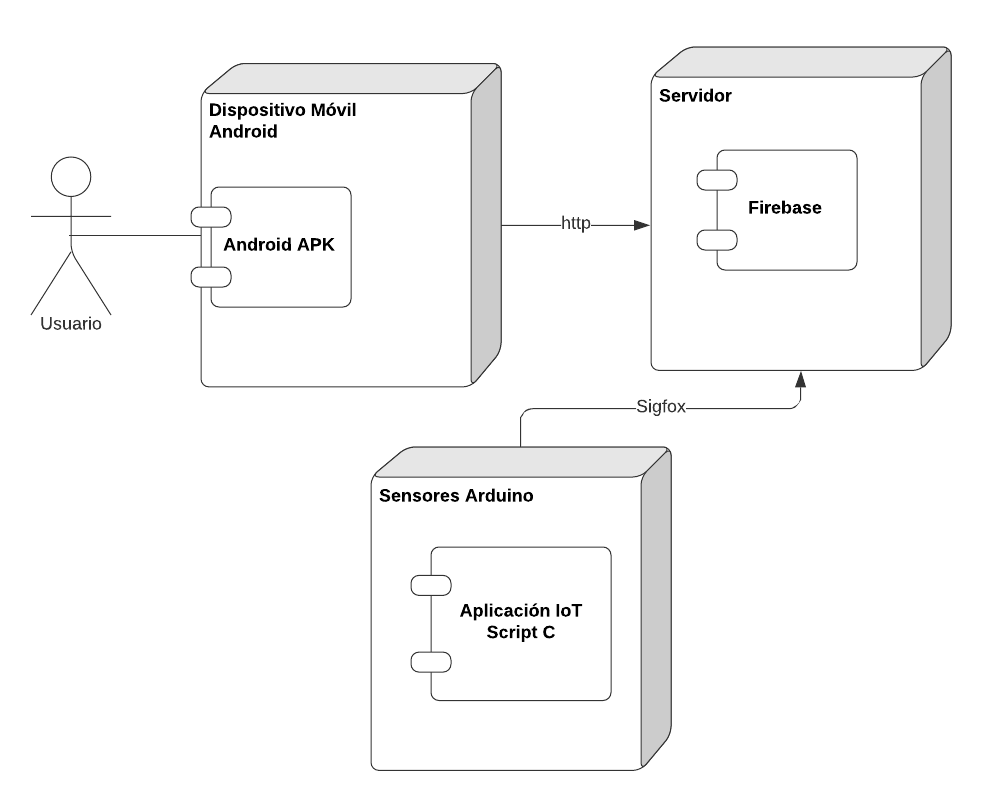 Dispositivo Móvil
Android
Android APK
Usuario
http
Servidor
Firebase
Sigfox
Sensores Arduino
Aplicación IoT
Script C